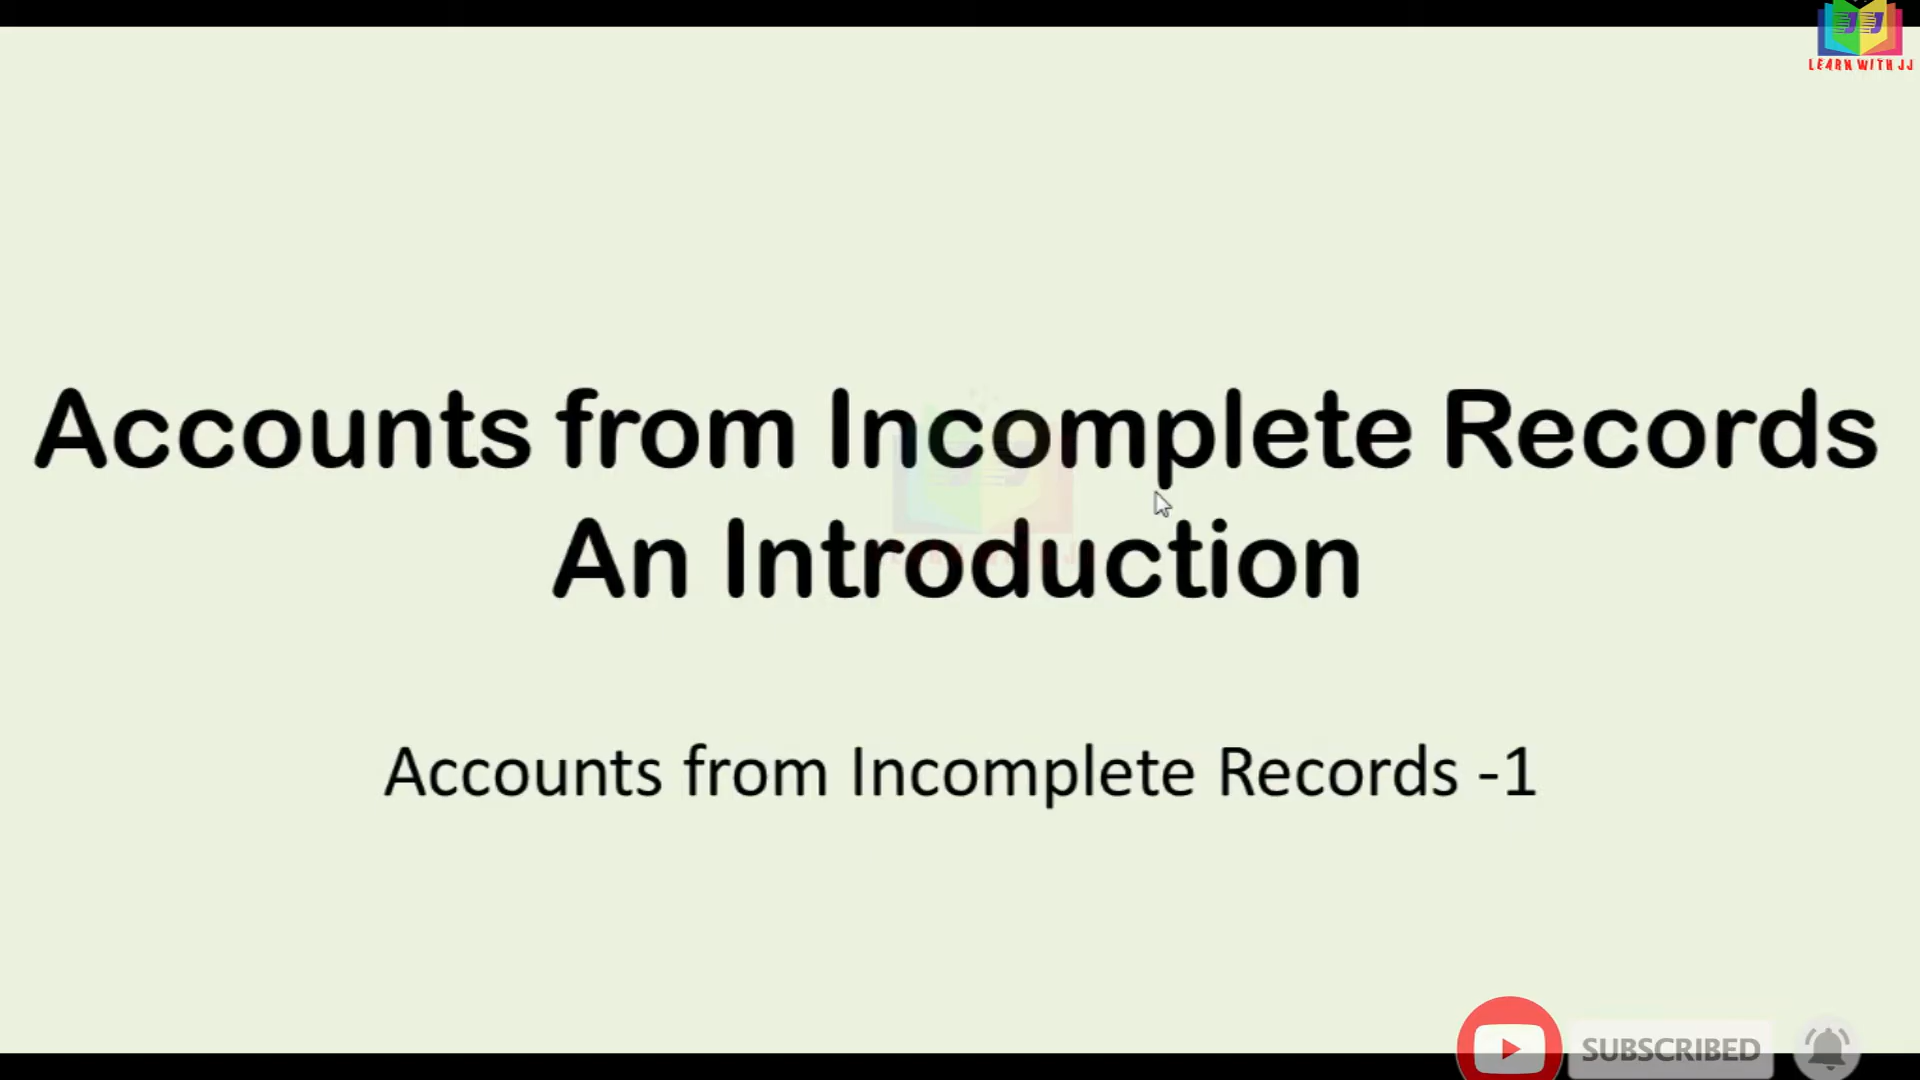 LEARN WITH JJ
Accounts from Incomplete Records
An Introduction
Accounts from Incomplete Records -1
SUBSCRIBED